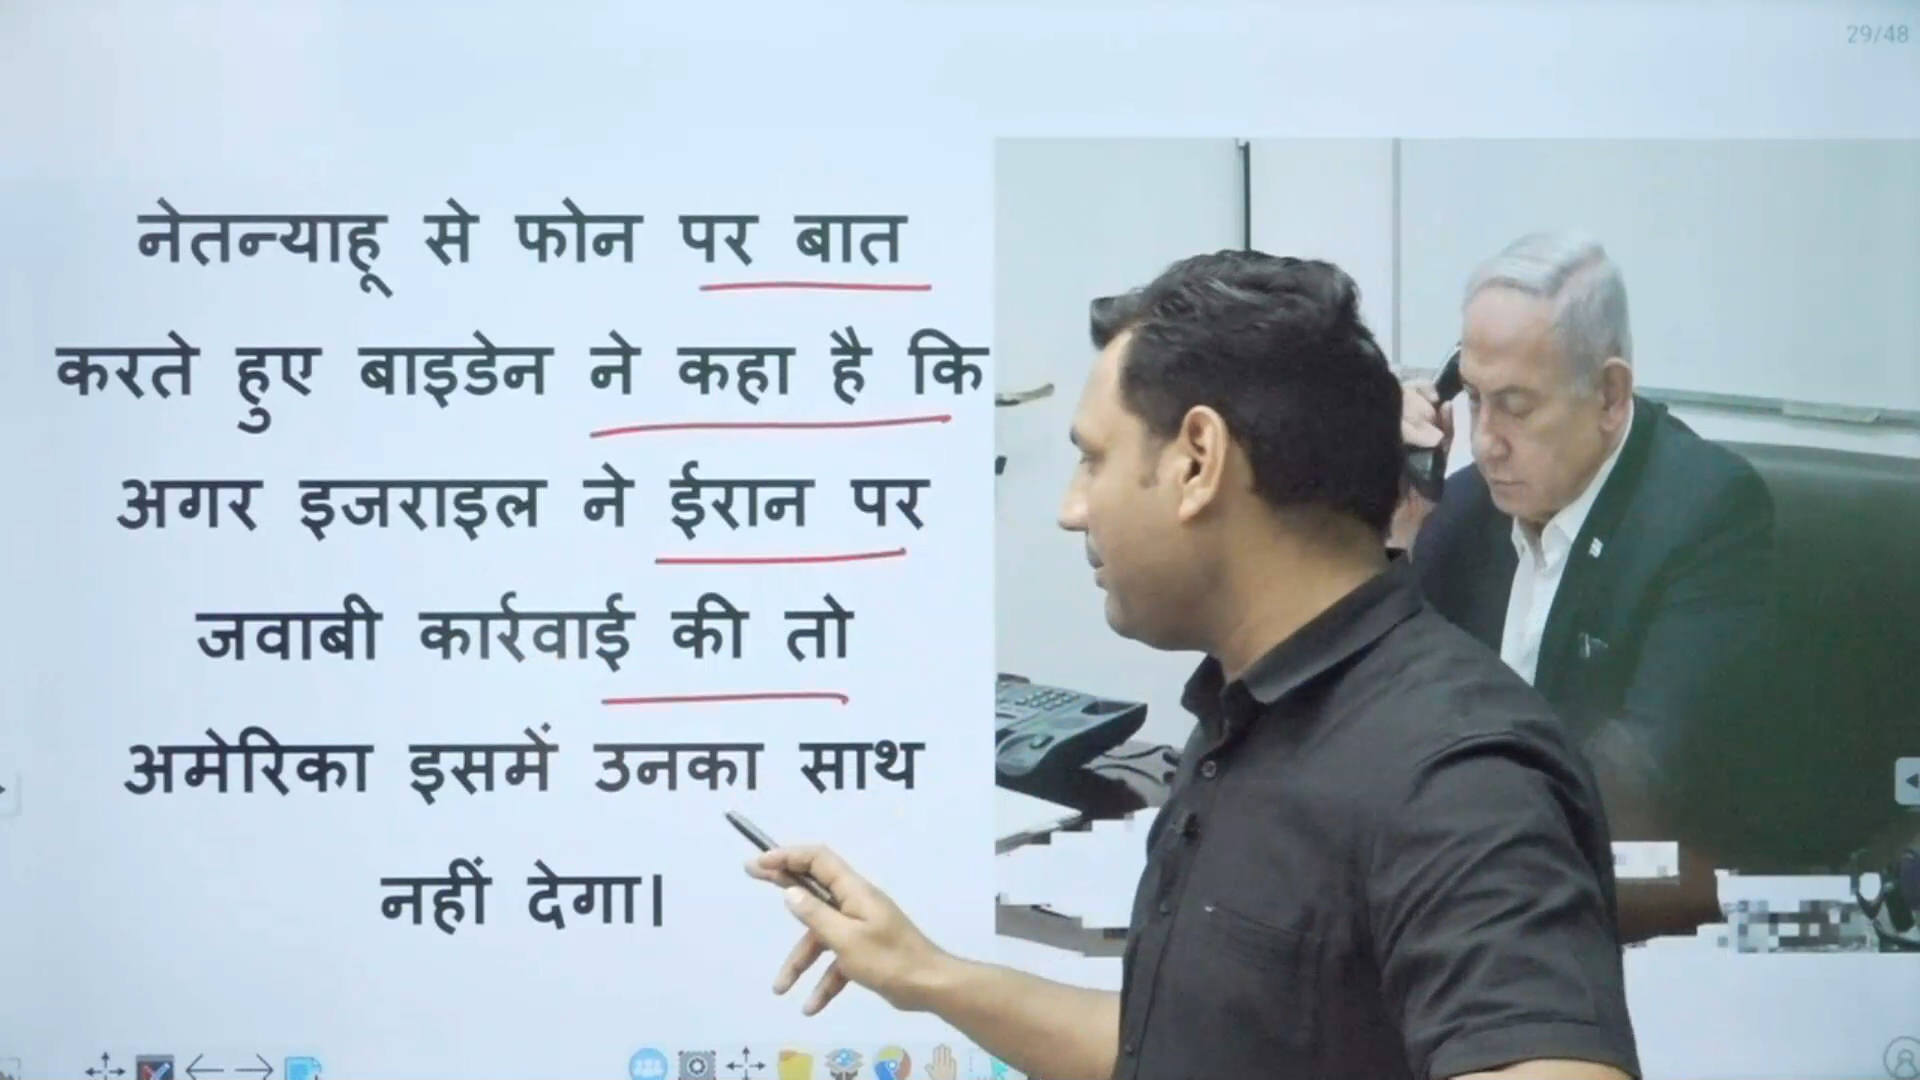 29/48
नेतन्याहू से फोन पर बात
करते हुए बाइडेन ने कहा है कि
अगर इजराइल ने ईरान पर
जवाबी कार्रवाई की तो
अमेरिका इसमें उनका साथ
नहीं देगा।